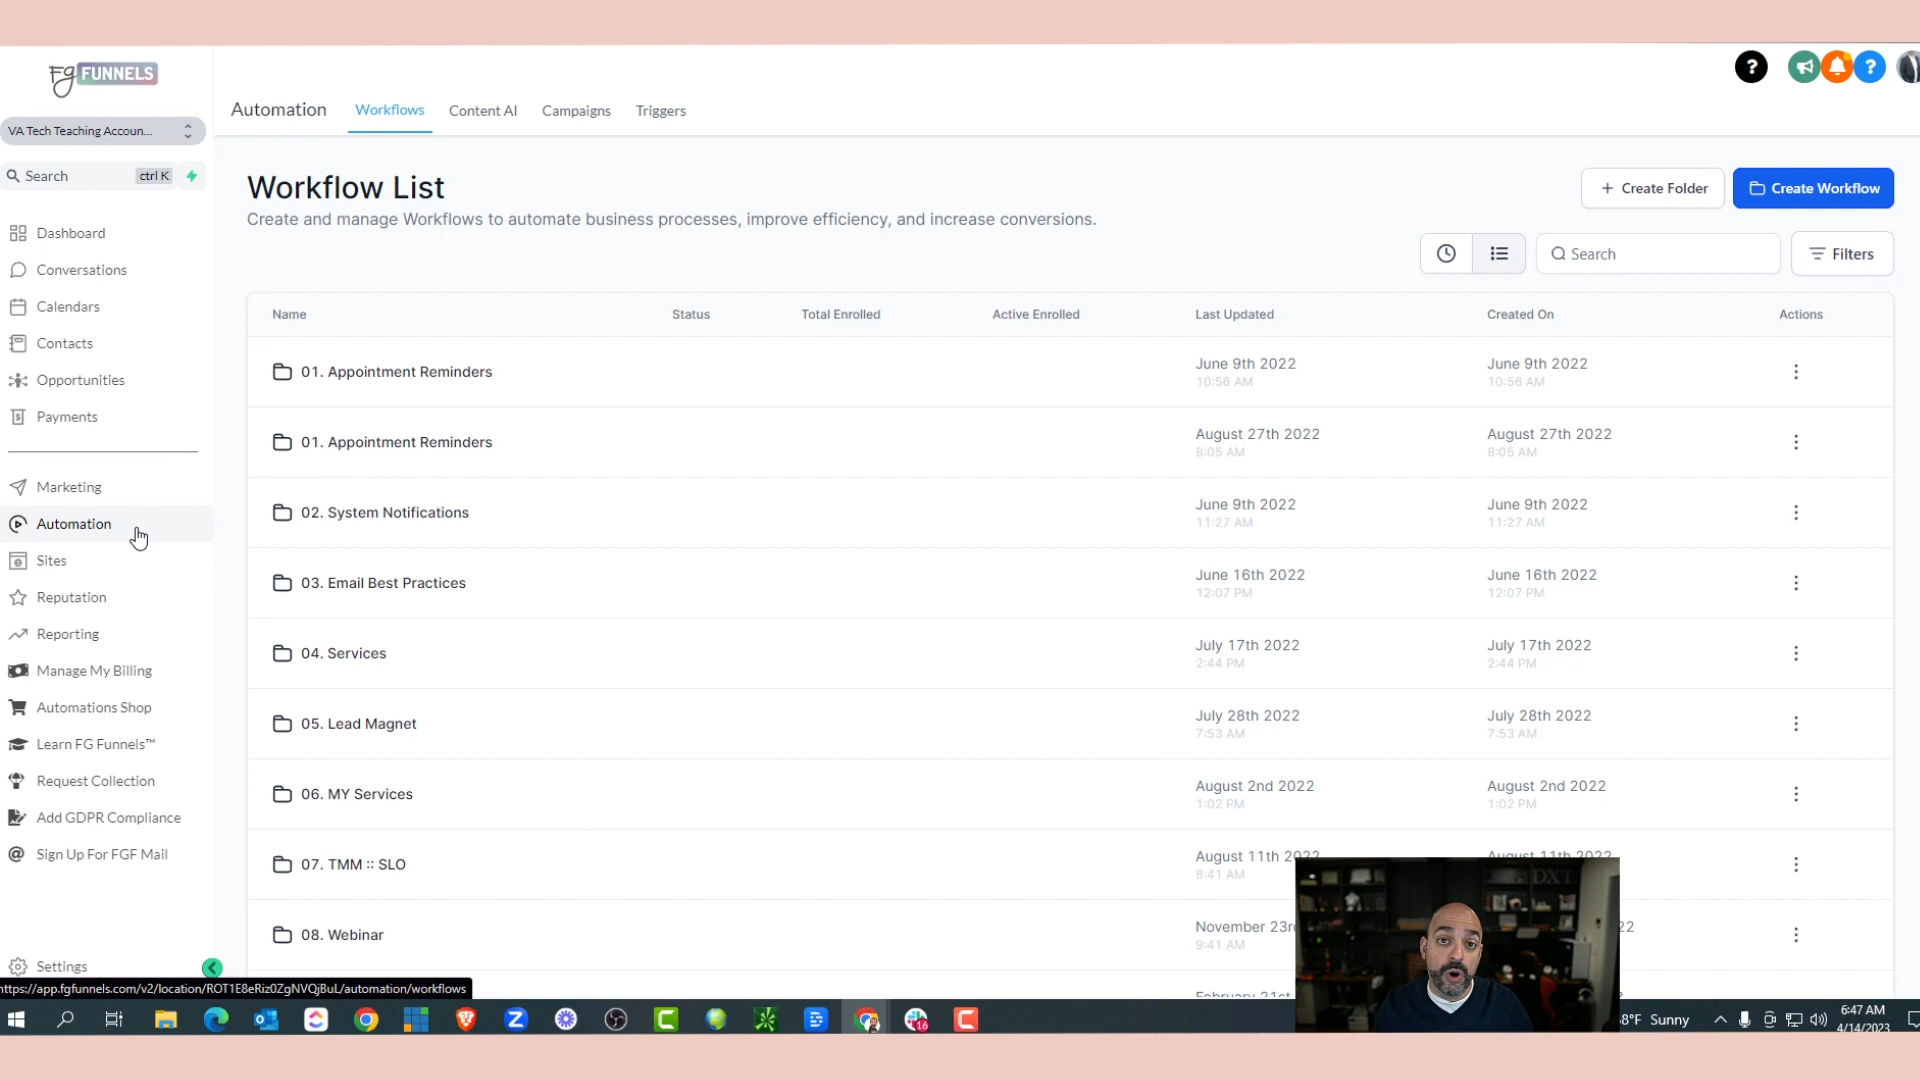 fg FUNNELS
VA Tech Teaching Accoun...
Search ctrl K
Dashboard
Conversations
Calendars
Contacts
Opportunities
Payments
Marketing
Automation
Sites
Reputation
Reporting
Manage My Billing
Automations Shop
Learn FG Funnels™
Request Collection
Add GDPR Compliance
@ Sign Up For FGF Mail
Settings
https://app.fgfunnels.com/v2/location/ROT1E8eRiz0ZgNVQjBuL/automation/workflows
Automation Workflows Content AI Campaigns Triggers
? ?
Workflow List
Create and manage Workflows to automate business processes, improve efficiency, and increase conversions.
+ Create Folder Create Workflow
Search Filters
Name Status Total Enrolled Active Enrolled Last Updated Created On Actions
01. Appointment Reminders June 9th 2022 June 9th 2022
10:56 AM 10:56 AM
01. Appointment Reminders August 27th 2022 August 27th 2022
8:05 AM 8:05 AM
02. System Notifications June 9th 2022 June 9th 2022
11:27 AM 11:27 AM
03. Email Best Practices June 16th 2022 June 16th 2022
12:07 PM 12:07 PM
04. Services July 17th 2022 July 17th 2022
2:44 PM 2:44 PM
05. Lead Magnet July 28th 2022 July 28th 2022
7:53 AM 7:53 AM
06. MY Services August 2nd 2022 August 2nd 2022
1:02 PM 1:02 PM
07. TMM :: SLO August 11th 2022 August 11th 2022
8:41 AM
08. Webinar November 23r 22
9:41 AM
February 21st
DXT
16
8°F Sunny
6:47 AM
4/14/2023